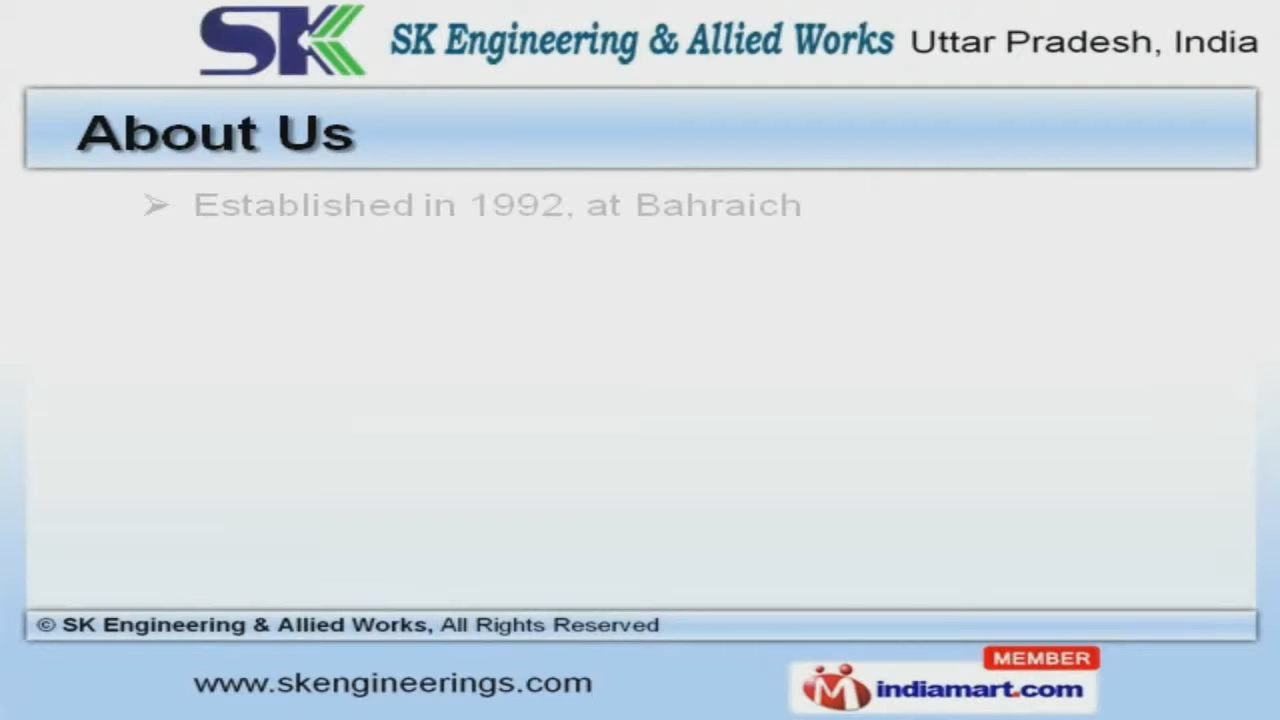 SK SK Engineering & Allied Works Uttar Pradesh, India
About Us
➢ Established in 1992, at Bahraich
© SK Engineering & Allied Works, All Rights Reserved
MEMBER
www.skengineerings.com
indiamart.com